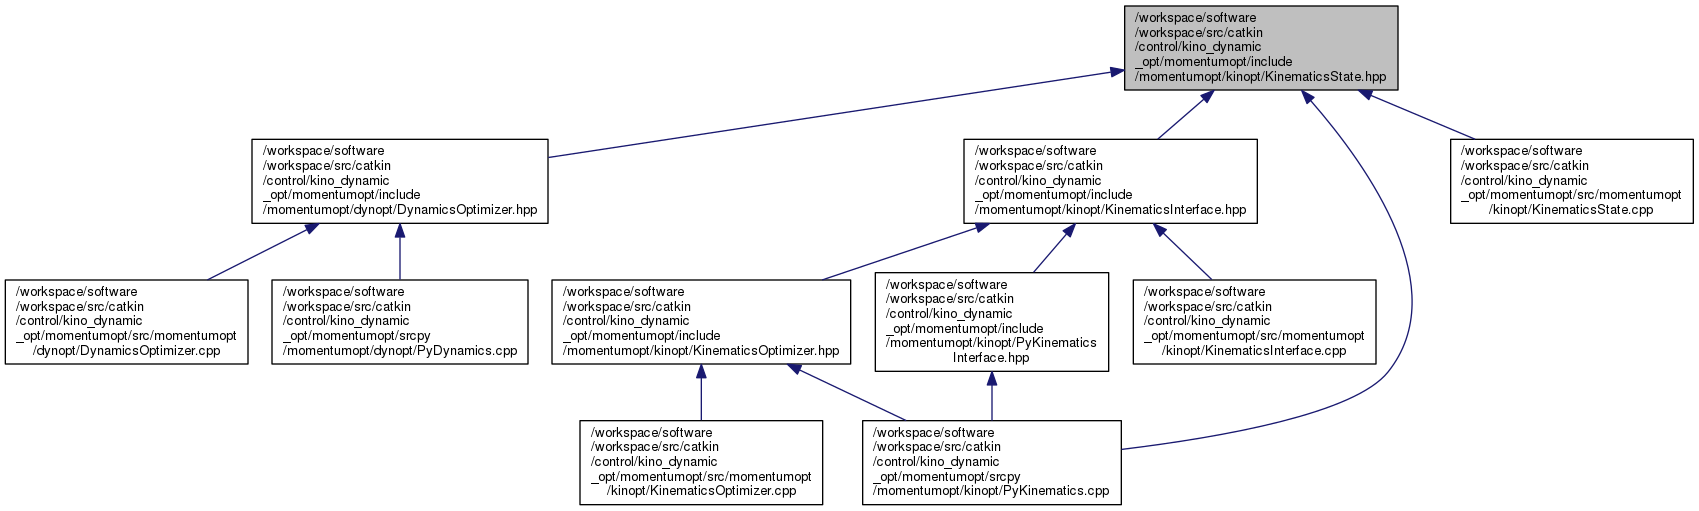 /workspace/software
/workspace/src/catkin
/control/kino_dynamic
_opt/momentumopt/include
/momentumopt/kinopt/KinematicsState.hpp
/workspace/software
/workspace/src/catkin
/control/kino_dynamic
_opt/momentumopt/include
/momentumopt/dynopt/DynamicsOptimizer.hpp
/workspace/software
/workspace/src/catkin
/control/kino_dynamic
_opt/momentumopt/include
/momentumopt/kinopt/KinematicsInterface.hpp
/workspace/software
/workspace/src/catkin
/control/kino_dynamic
_opt/momentumopt/src/momentumopt
/kinopt/KinematicsState.cpp
/workspace/software
/workspace/src/catkin
/control/kino_dynamic
_opt/momentumopt/src/momentumopt
/dynopt/DynamicsOptimizer.cpp
/workspace/software
/workspace/src/catkin
/control/kino_dynamic
_opt/momentumopt/srcpy
/momentumopt/dynopt/PyDynamics.cpp
/workspace/software
/workspace/src/catkin
/control/kino_dynamic
_opt/momentumopt/include
/momentumopt/kinopt/KinematicsOptimizer.hpp
/workspace/software
/workspace/src/catkin
/control/kino_dynamic
_opt/momentumopt/include
/momentumopt/kinopt/PyKinematics
Interface.hpp
/workspace/software
/workspace/src/catkin
/control/kino_dynamic
_opt/momentumopt/src/momentumopt
/kinopt/KinematicsInterface.cpp
/workspace/software
/workspace/src/catkin
/control/kino_dynamic
_opt/momentumopt/src/momentumopt
/kinopt/KinematicsOptimizer.cpp
/workspace/software
/workspace/src/catkin
/control/kino_dynamic
_opt/momentumopt/srcpy
/momentumopt/kinopt/PyKinematics.cpp